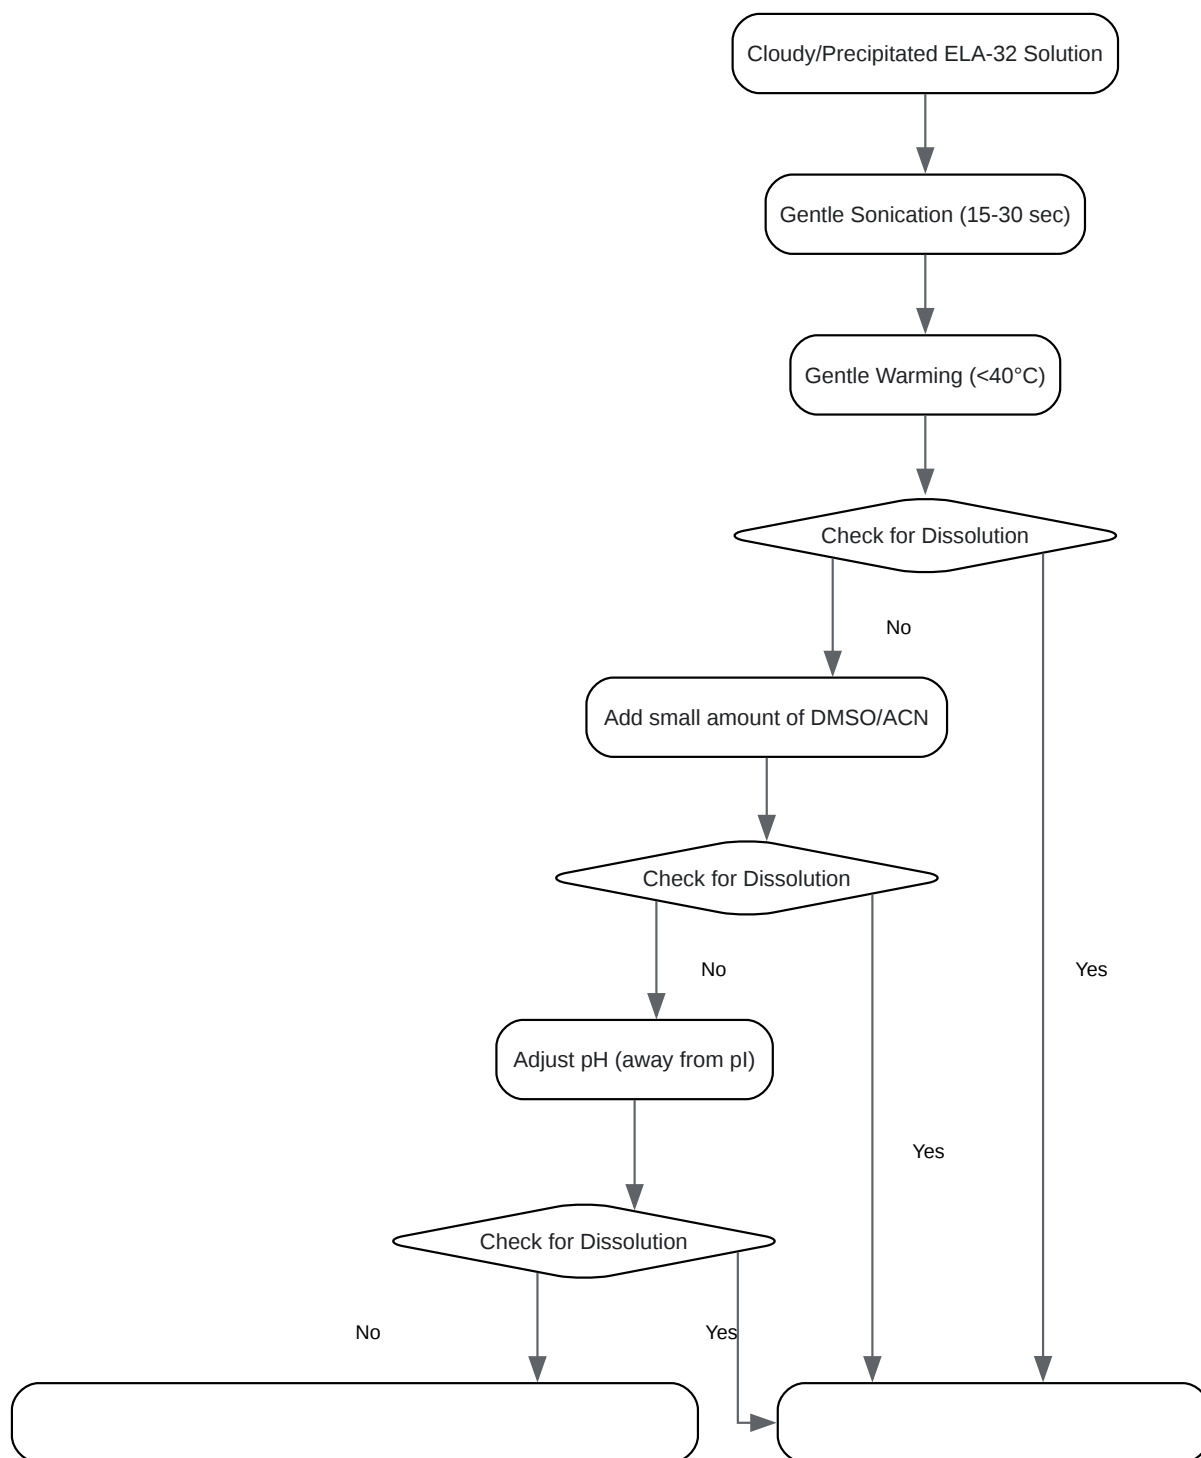 Cloudy/Precipitated ELA-32 Solution
Gentle Sonication (15-30 sec)
Gentle Warming (<40°C)
Check for Dissolution
No
Add small amount of DMSO/ACN
Check for Dissolution
No
Yes
Adjust pH (away from pI)
Yes
Check for Dissolution
No
Yes